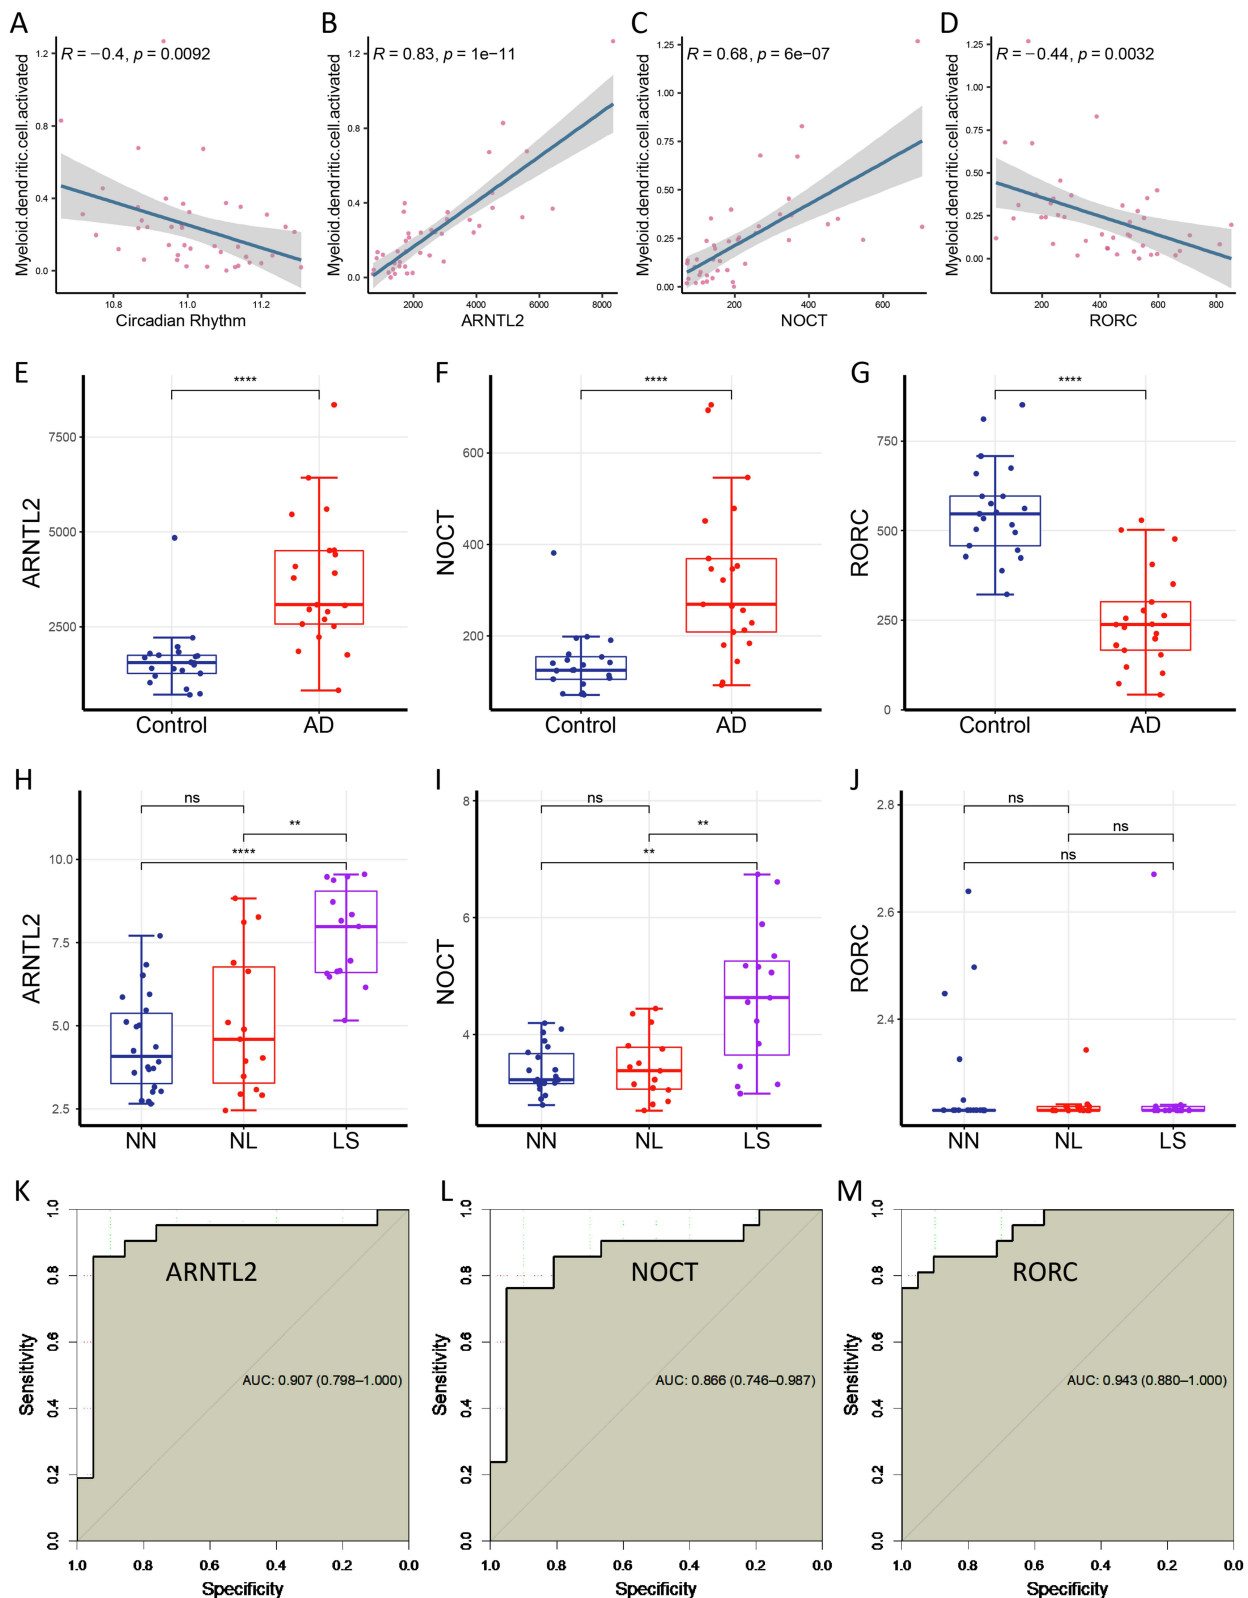 A
R = −0.4, p = 0.0092
Myeloid.dendritic.cell.activated
1.2
0.8
0.4
0.0
10.8 11.0 11.2
Circadian Rhythm
B
R = 0.83, p = 1e−11
Myeloid.dendritic.cell.activated
1.2
0.8
0.4
0.0
2000 4000 6000 8000
ARNTL2
C
R = 0.68, p = 6e−07
Myeloid.dendritic.cell.activated
1.25
1.00
0.75
0.50
0.25
0.00
200 400 600
NOCT
D
R = −0.44, p = 0.0032
Myeloid.dendritic.cell.activated
1.25
1.00
0.75
0.50
0.25
0.00
200 400 600 800
RORC
E
****
ARNTL2
7500
5000
2500
Control AD
F
****
NOCT
600
400
200
Control AD
G
****
RORC
750
500
250
0
Control AD
H
ns
**
****
ARNTL2
10.0
7.5
5.0
2.5
NN NL LS
I
ns
**
**
NOCT
8
6
4
NN NL LS
J
ns
ns
ns
RORC
2.8
2.6
2.4
NN NL LS
K
ARNTL2
AUC: 0.907 (0.798–1.000)
Sensitivity
1.0
0.8
0.6
0.4
0.2
0.0
1.0 0.8 0.6 0.4 0.2 0.0
Specificity
L
NOCT
AUC: 0.866 (0.746–0.987)
Sensitivity
1.0
0.8
0.6
0.4
0.2
0.0
1.0 0.8 0.6 0.4 0.2 0.0
Specificity
M
RORC
AUC: 0.943 (0.880–1.000)
Sensitivity
1.0
0.8
0.6
0.4
0.2
0.0
1.0 0.8 0.6 0.4 0.2 0.0
Specificity